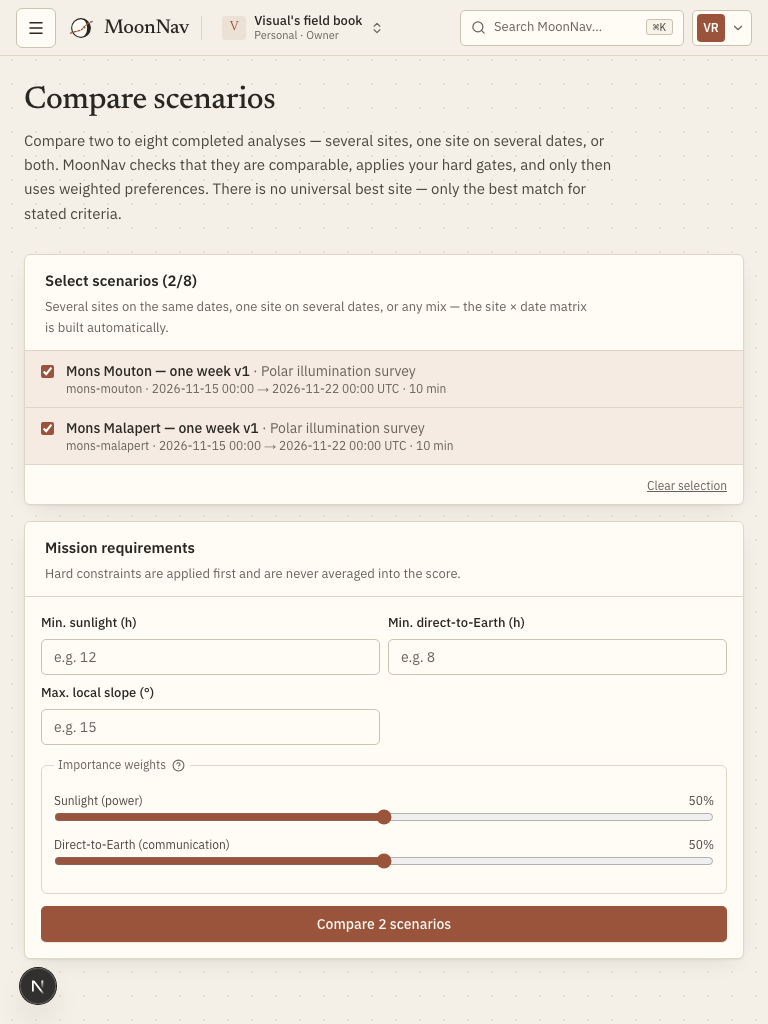 MoonNav
V
Visual's field book
Personal · Owner
Search MoonNav...
⌘K
VR
Compare scenarios
Compare two to eight completed analyses — several sites, one site on several dates, or
both. MoonNav checks that they are comparable, applies your hard gates, and only then
uses weighted preferences. There is no universal best site — only the best match for
stated criteria.
Select scenarios (2/8)
Several sites on the same dates, one site on several dates, or any mix — the site × date matrix
is built automatically.
Mons Mouton — one week v1 · Polar illumination survey
mons-mouton · 2026-11-15 00:00 → 2026-11-22 00:00 UTC · 10 min
Mons Malapert — one week v1 · Polar illumination survey
mons-malapert · 2026-11-15 00:00 → 2026-11-22 00:00 UTC · 10 min
Clear selection
Mission requirements
Hard constraints are applied first and are never averaged into the score.
Min. sunlight (h)
Min. direct-to-Earth (h)
e.g. 12
e.g. 8
Max. local slope (°)
e.g. 15
Importance weights
Sunlight (power)
50%
Direct-to-Earth (communication)
50%
Compare 2 scenarios
N